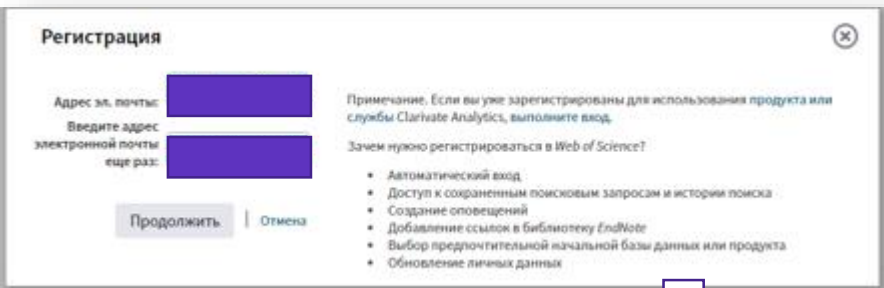 Регистрация
Адрес эл. почты:
Введите адрес
электронной почты
еще раз:
Продолжить | Отмена
Примечание. Если вы уже зарегистрированы для использования продукта или
службы Clarivate Analytics, выполните вход.
Зачем нужно регистрироваться в Web of Science?
• Автоматический вход
• Доступ к сохраненным поисковым запросам и истории поиска
• Создание оповещений
• Добавление ссылок в библиотеку EndNote
• Выбор предпочтительной начальной базы данных или продукта
• Обновление личных данных